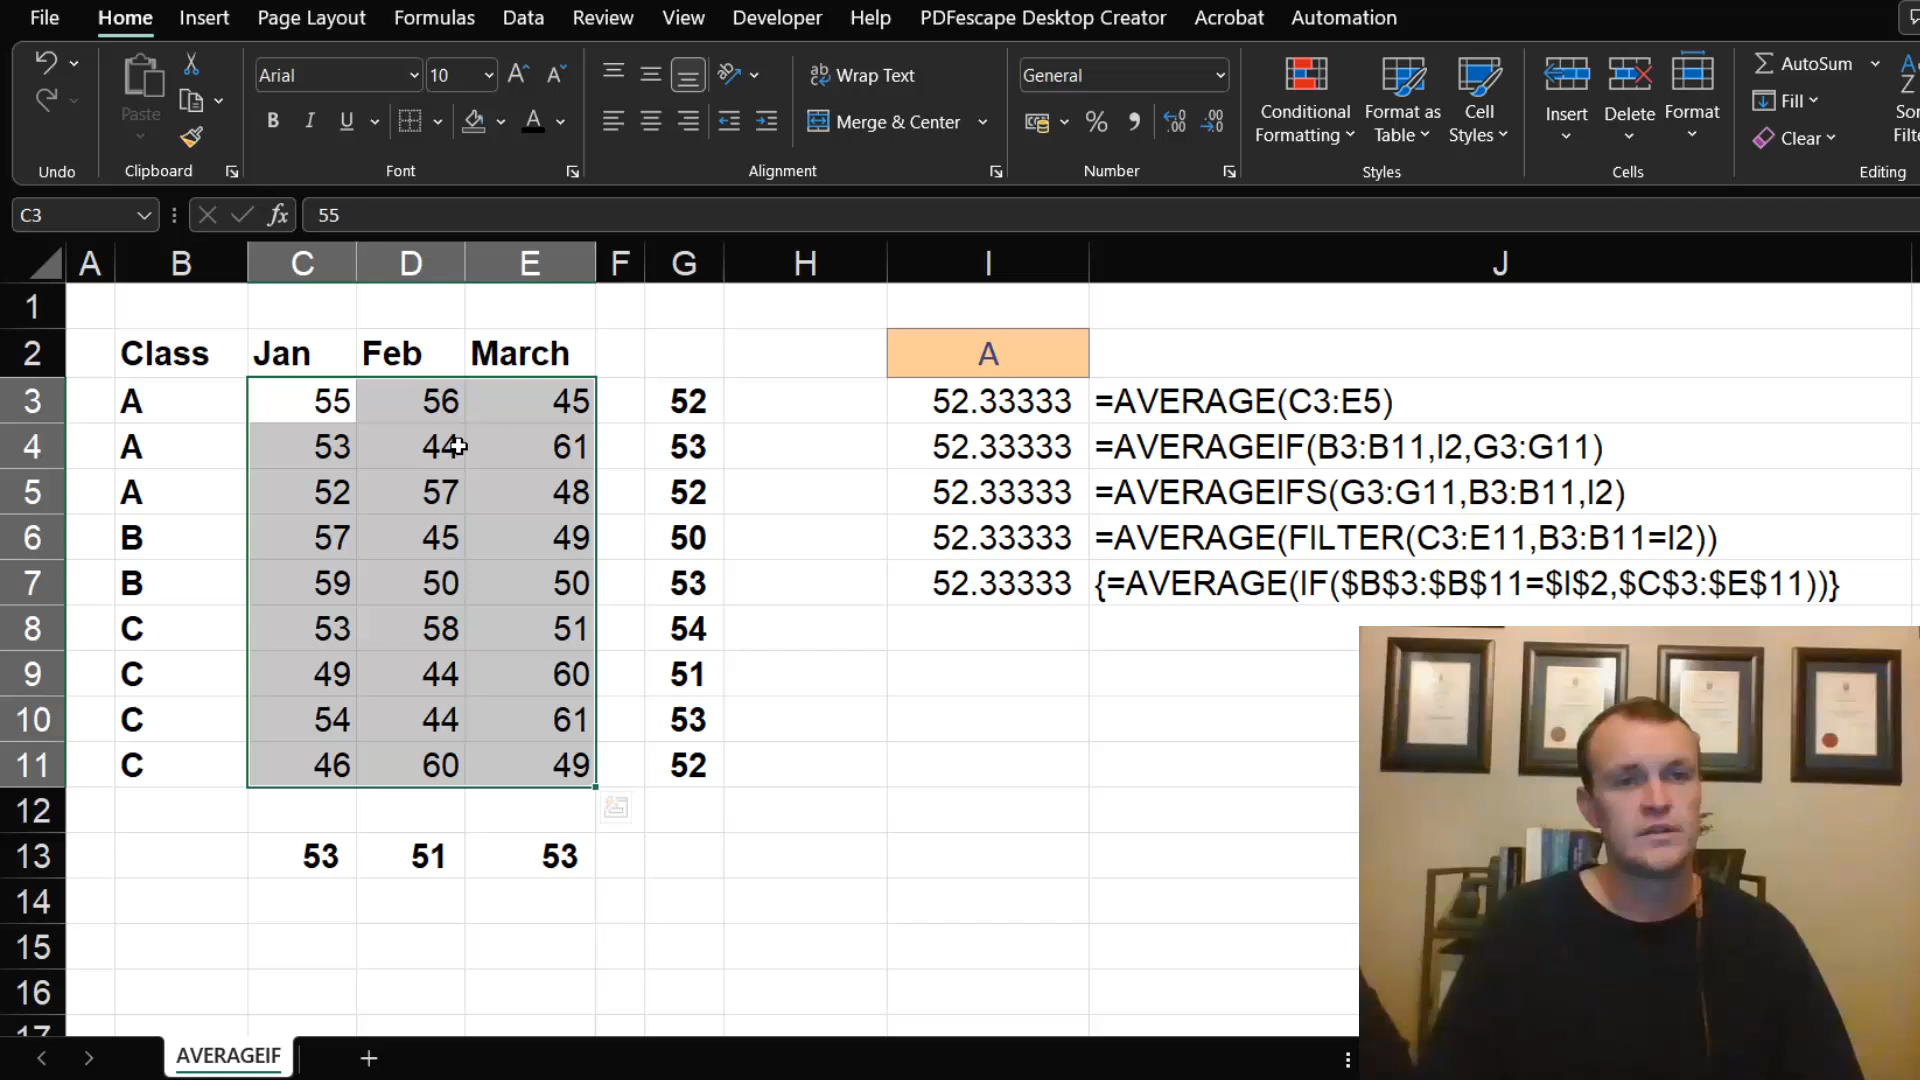 File Home Insert Page Layout Formulas Data Review View Developer Help PDFescape Desktop Creator Acrobat Automation
Arial 10 Wrap Text General AutoSum
Paste Conditional Format as Cell Insert Delete Format Fill
B I U A Merge & Center % Formatting Table Styles Clear
Undo Clipboard Font Alignment Number Styles Cells Editing
C3 fx 55
A B C D E F G H I J
1
2 Class Jan Feb March A
3 A 55 56 45 52 52.33333 =AVERAGE(C3:E5)
4 A 53 44 61 53 52.33333 =AVERAGEIF(B3:B11,I2,G3:G11)
5 A 52 57 48 52 52.33333 =AVERAGEIFS(G3:G11,B3:B11,I2)
6 B 57 45 49 50 52.33333 =AVERAGE(FILTER(C3:E11,B3:B11=I2))
7 B 59 50 50 53 52.33333 {=AVERAGE(IF($B$3:$B$11=$I$2,$C$3:$E$11))}
8 C 53 58 51 54
9 C 49 44 60 51
10 C 54 44 61 53
11 C 46 60 49 52
12
13 53 51 53
14
15
16
17
AVERAGEIF